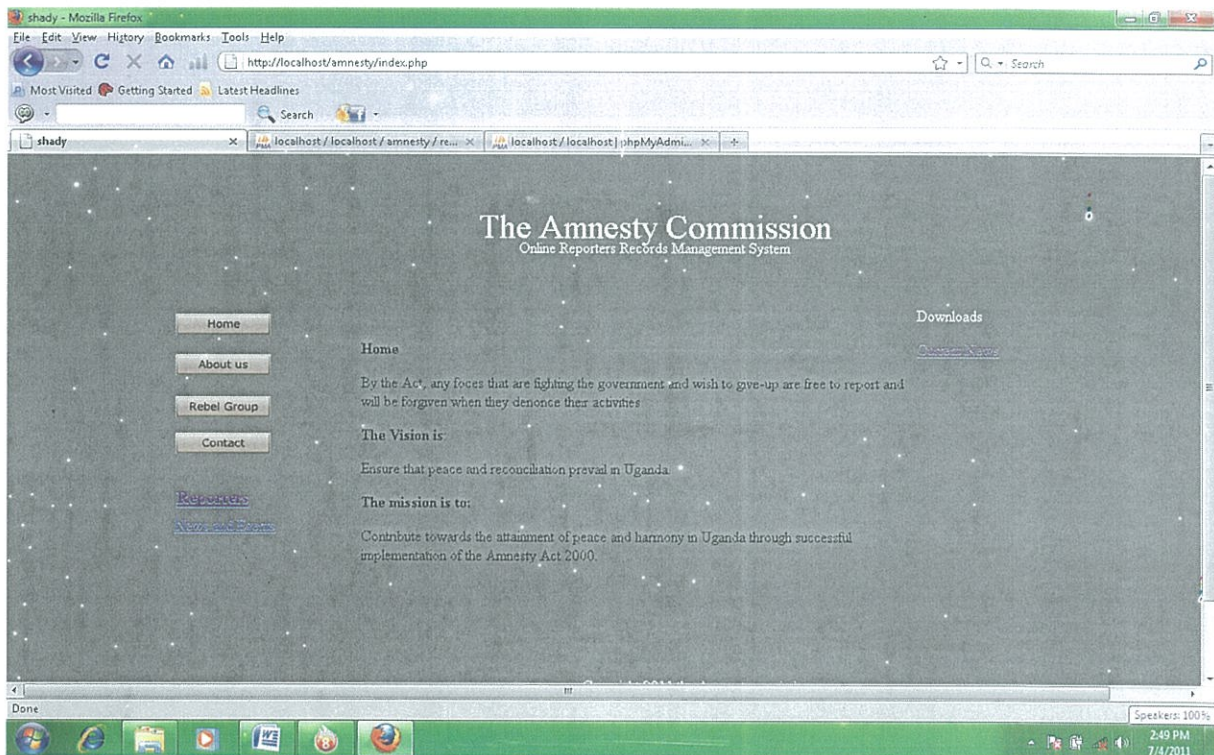 shady - Mozilla Firefox
File Edit View History Bookmarks Tools Help
http://localhost/amnesty/index.php
Search
Most Visited Getting Started Latest Headlines
Search
shady
localhost / localhost / amnesty / re...
localhost / localhost | phpMyAdmi...
The Amnesty Commission
Online Reporters Records Management System
Home
About us
Rebel Group
Contact
Reporters
News and Events
Home
By the Act, any foces that are fighting the government and wish to give-up are free to report and
will be forgiven when they denonce their activities
The Vision is:
Ensure that peace and reconciliation prevail in Uganda
The mission is to:
Contribute towards the attainment of peace and harmony in Uganda through successful
implementation of the Amnesty Act 2000.
Downloads
Done
Speakers: 100%
2:49 PM